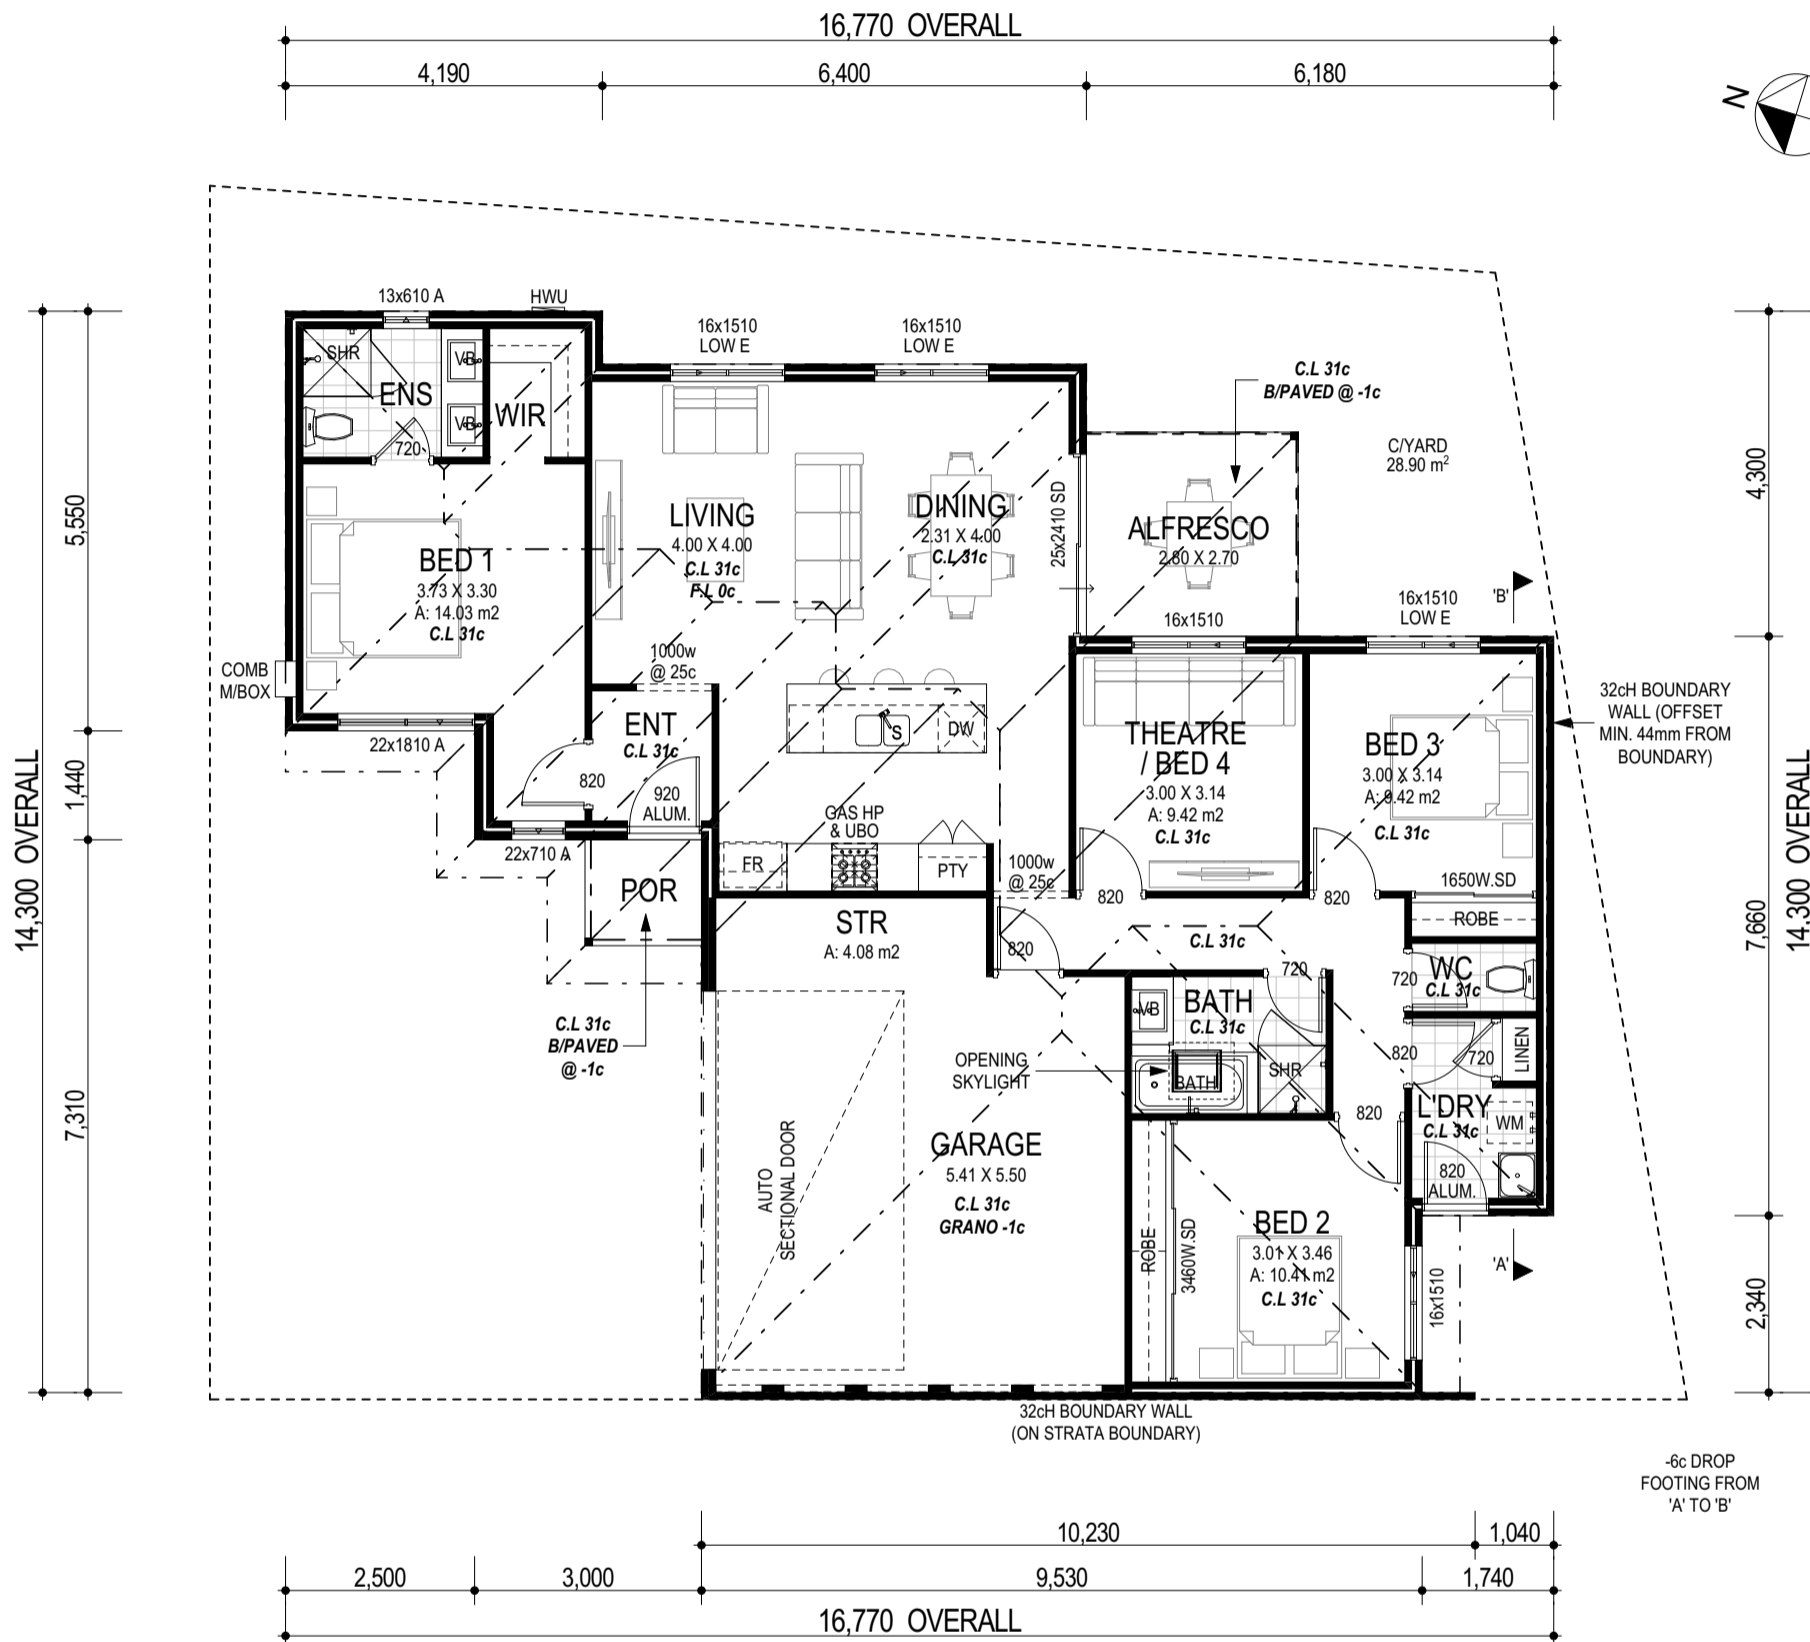 16,770 OVERALL
4,190
6,400
6,180
N
13x610 A
HWU
16x1510
LOW E
16x1510
LOW E
C.L 31c
B/PAVED @ -1c
C/YARD
28.90 m²
SHR
VB
ENS
VB
WIR
720
LIVING
4.00 X 4.00
C.L 31c
F.L 0c
DINING
2.31 X 4.00
C.L 31c
25x2410 SD
ALFRESCO
2.80 X 2.70
BED 1
3.73 X 3.30
A: 14.03 m2
C.L 31c
5,550
4,300
'B'
16x1510
LOW E
16x1510
COMB
M/BOX
1000w
@ 25c
22x1810 A
ENT
C.L 31c
S
DW
THEATRE
/ BED 4
3.00 X 3.14
A: 9.42 m2
C.L 31c
BED 3
3.00 X 3.14
A: 9.42 m2
C.L 31c
32cH BOUNDARY
WALL (OFFSET
MIN. 44mm FROM
BOUNDARY)
14,300 OVERALL
1,440
820
920
ALUM.
22x710 A
GAS HP
& UBO
FR
PTY
1000w
@ 25c
820
820
1650W.SD
ROBE
14,300 OVERALL
7,660
POR
STR
A: 4.08 m2
820
C.L 31c
720
720
WC
C.L 31c
C.L 31c
B/PAVED
@ -1c
VB
BATH
C.L 31c
OPENING
SKYLIGHT
BATH
SHR
820
720
LINEN
7,310
AUTO
SECTIONAL DOOR
GARAGE
5.41 X 5.50
C.L 31c
GRANO -1c
820
L'DRY
C.L 31c
WM
820
ALUM.
ROBE
3460W.SD
BED 2
3.01 X 3.46
A: 10.41 m2
C.L 31c
16x1510
'A'
2,340
32cH BOUNDARY WALL
(ON STRATA BOUNDARY)
-6c DROP
FOOTING FROM
'A' TO 'B'
10,230
1,040
2,500
3,000
9,530
1,740
16,770 OVERALL